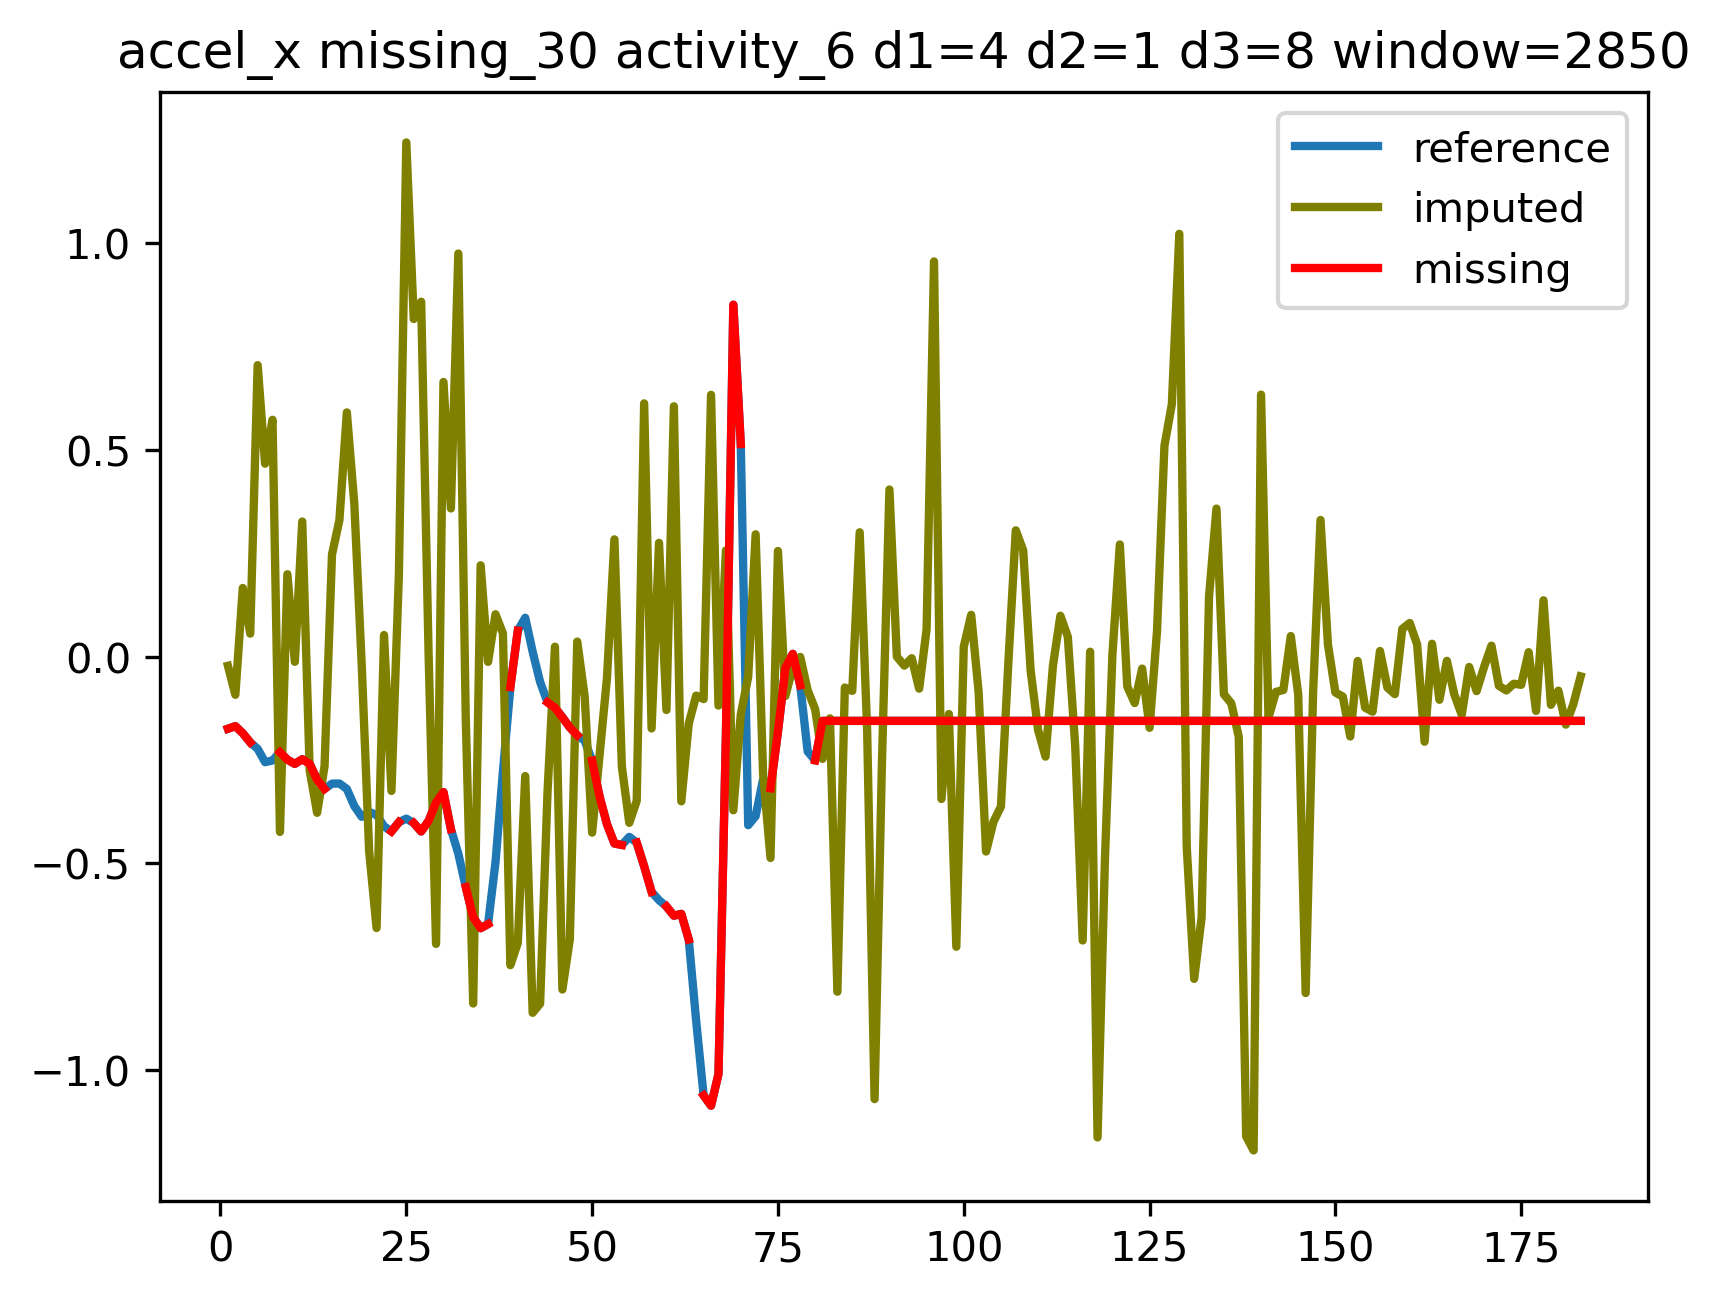 accel_x missing_30 activity_6 d1=4 d2=1 d3=8 window=2850
reference
imputed
missing
1.0
0.5
0.0
−0.5
−1.0
0 25 50 75 100 125 150 175